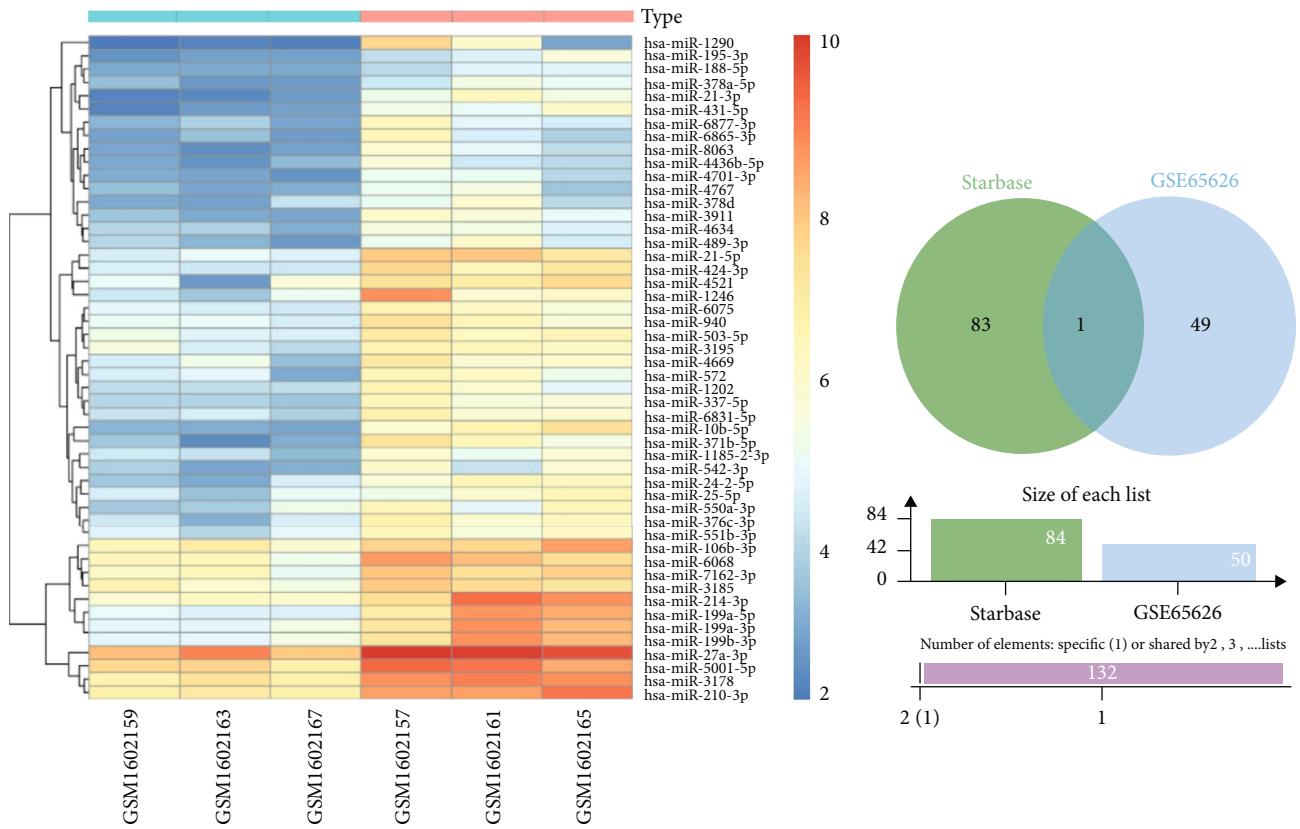 Type
hsa-miR-1290
hsa-miR-195-3p
hsa-miR-188-5p
hsa-miR-378a-5p
hsa-miR-21-3p
hsa-miR-431-5p
hsa-miR-6877-3p
hsa-miR-6865-3p
hsa-miR-8063
hsa-miR-4436b-5p
hsa-miR-4701-3p
hsa-miR-4767
hsa-miR-378d
hsa-miR-3911
hsa-miR-4634
hsa-miR-489-3p
hsa-miR-21-5p
hsa-miR-424-3p
hsa-miR-4521
hsa-miR-1246
hsa-miR-6075
hsa-miR-940
hsa-miR-503-5p
hsa-miR-3195
hsa-miR-4669
hsa-miR-572
hsa-miR-1202
hsa-miR-337-5p
hsa-miR-6831-5p
hsa-miR-10b-5p
hsa-miR-371b-5p
hsa-miR-1185-2-3p
hsa-miR-542-3p
hsa-miR-24-2-5p
hsa-miR-25-5p
hsa-miR-550a-3p
hsa-miR-376c-3p
hsa-miR-551b-3p
hsa-miR-106b-3p
hsa-miR-6068
hsa-miR-7162-3p
hsa-miR-3185
hsa-miR-214-3p
hsa-miR-199a-5p
hsa-miR-199a-3p
hsa-miR-199b-3p
hsa-miR-27a-3p
hsa-miR-5001-5p
hsa-miR-3178
hsa-miR-210-3p
GSM1602159
GSM1602163
GSM1602167
GSM1602157
GSM1602161
GSM1602165
10
8
6
4
2
Starbase
GSE65626
83
1
49
Size of each list
84
42
0
84
50
Starbase
GSE65626
Number of elements: specific (1) or shared by2 , 3 , ....lists
132
2 (1)
1